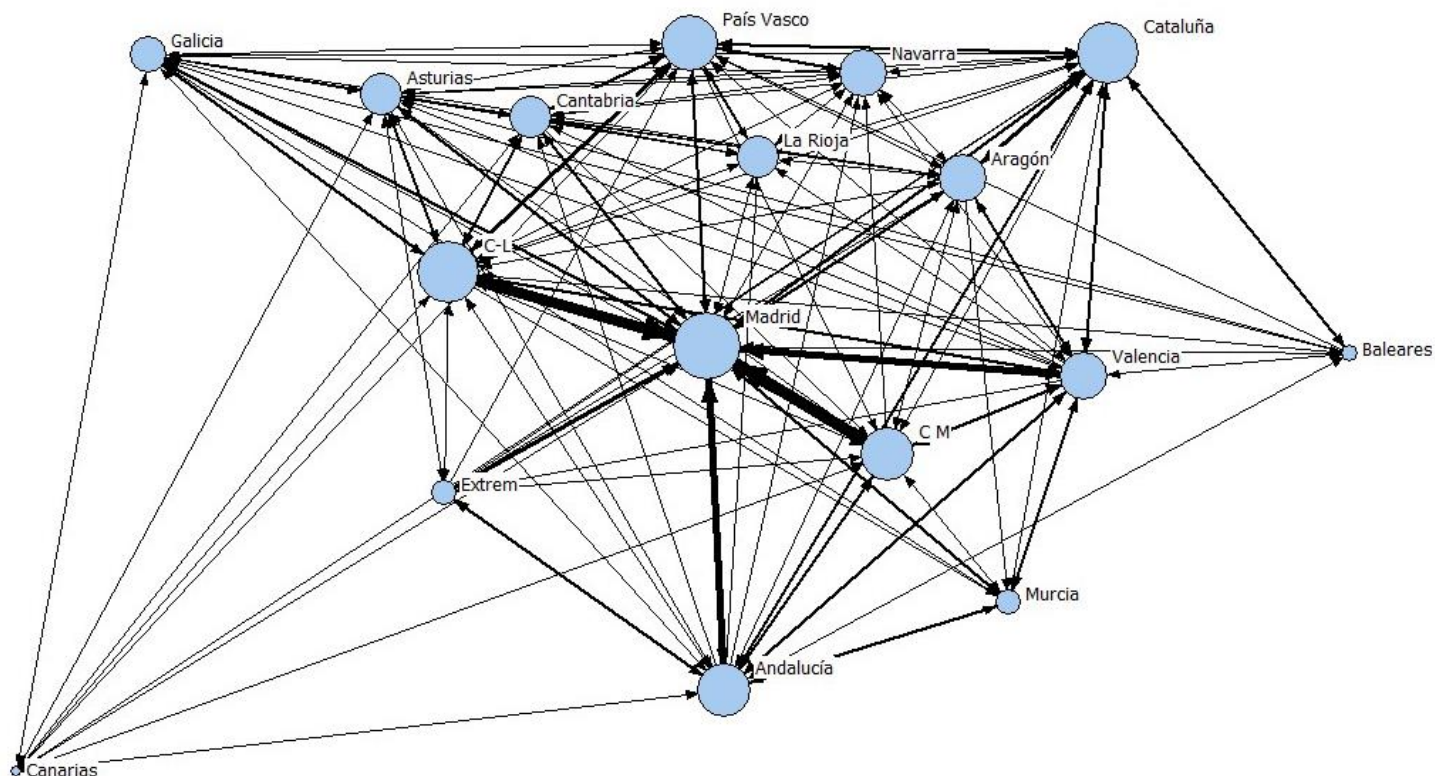 País Vasco
Cataluña
Galicia
Navarra
Asturias
Cantabria
La Rioja
Aragón
C-L
Madrid
Baleares
Valencia
C M
Extrem
Murcia
Andalucía
Canarias